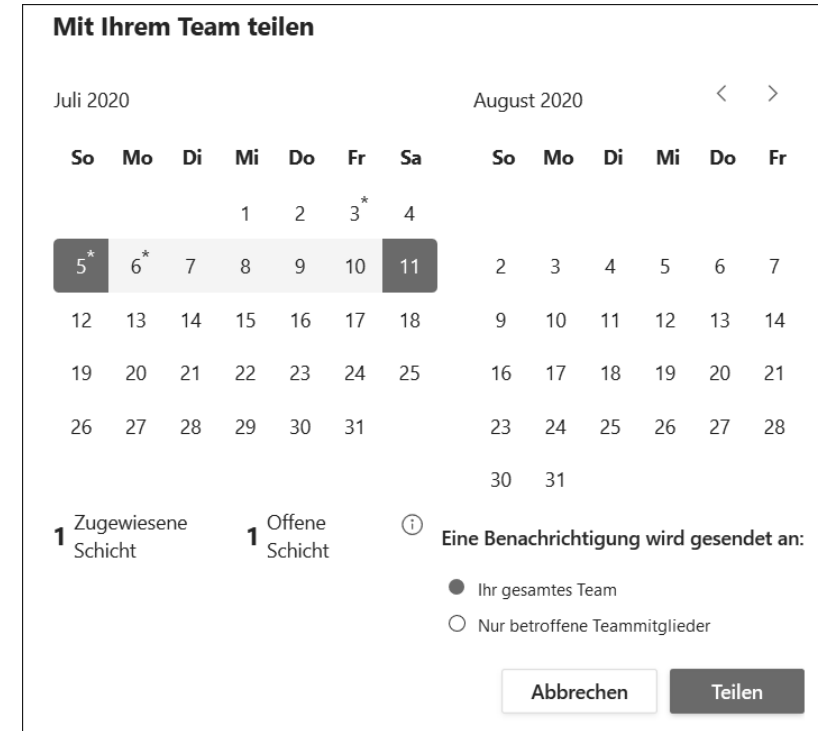 Mit Ihrem Team teilen
Juli 2020
So Mo Di Mi Do Fr Sa
1 2 3* 4
5* 6* 7 8 9 10 11
12 13 14 15 16 17 18
19 20 21 22 23 24 25
26 27 28 29 30 31
August 2020 < >
So Mo Di Mi Do Fr
2 3 4 5 6 7
9 10 11 12 13 14
16 17 18 19 20 21
23 24 25 26 27 28
30 31
1 Zugewiesene
Schicht
1 Offene
Schicht
Eine Benachrichtigung wird gesendet an:
Ihr gesamtes Team
Nur betroffene Teammitglieder
Abbrechen Teilen